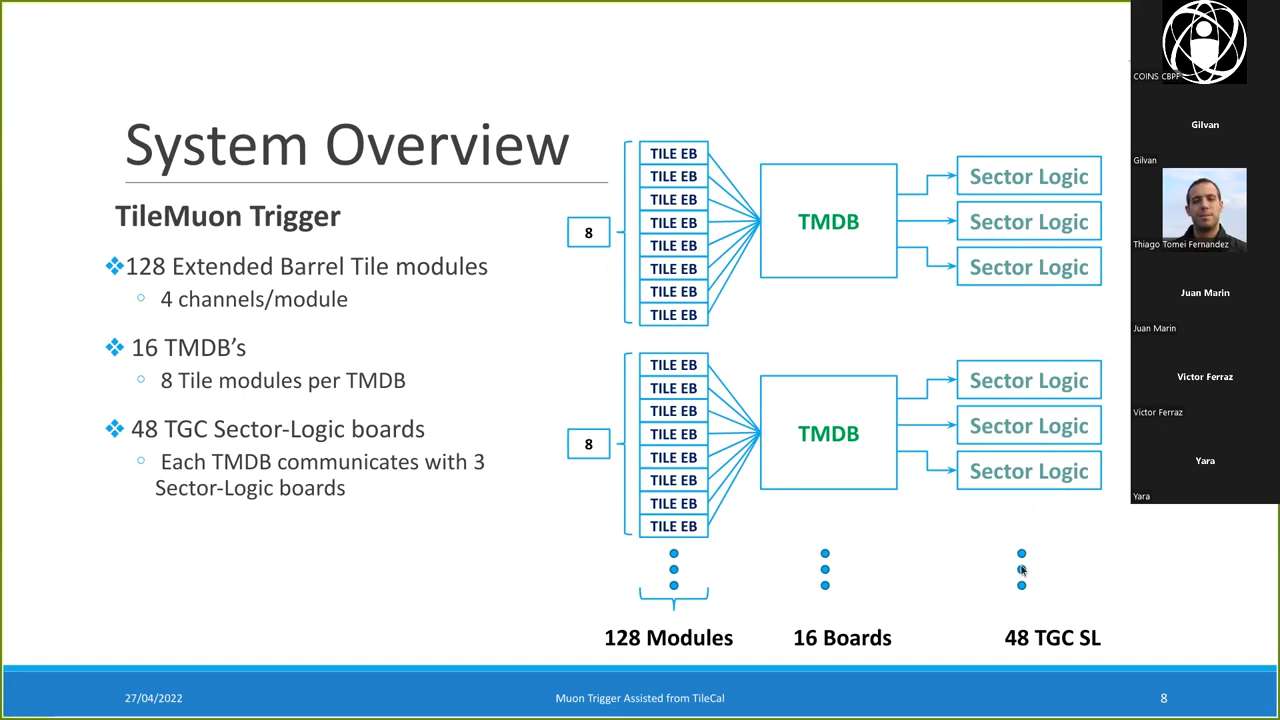 System Overview
TileMuon Trigger
128 Extended Barrel Tile modules
4 channels/module
16 TMDB's
8 Tile modules per TMDB
48 TGC Sector-Logic boards
Each TMDB communicates with 3
Sector-Logic boards
8
TILE EB
TILE EB
TILE EB
TILE EB
TILE EB
TILE EB
TILE EB
TILE EB
TMDB
Sector Logic
Sector Logic
Sector Logic
8
TILE EB
TILE EB
TILE EB
TILE EB
TILE EB
TILE EB
TILE EB
TILE EB
TMDB
Sector Logic
Sector Logic
Sector Logic
128 Modules
16 Boards
48 TGC SL
27/04/2022
Muon Trigger Assisted from TileCal
8
COINS CBPF
Gilvan
Gilvan
Thiago Tomei Fernandez
Juan Marin
Juan Marin
Victor Ferraz
Victor Ferraz
Yara
Yara